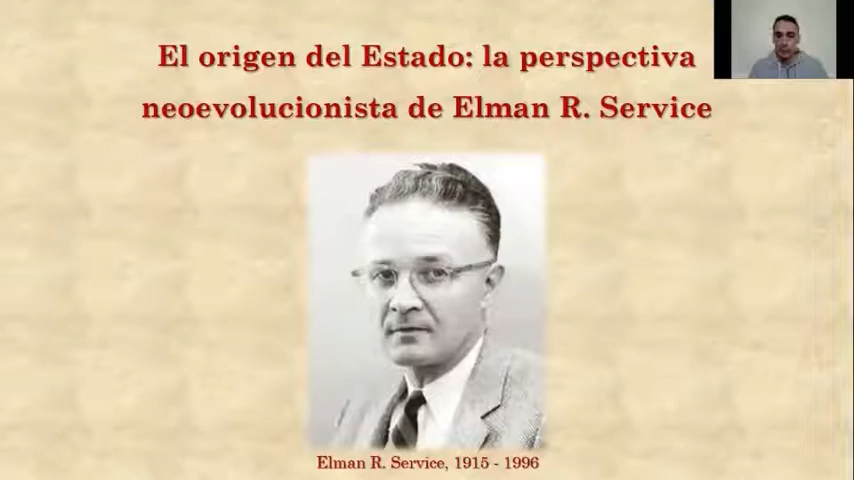 El origen del Estado: la perspectiva
neoevolucionista de Elman R. Service
Elman R. Service, 1915 - 1996